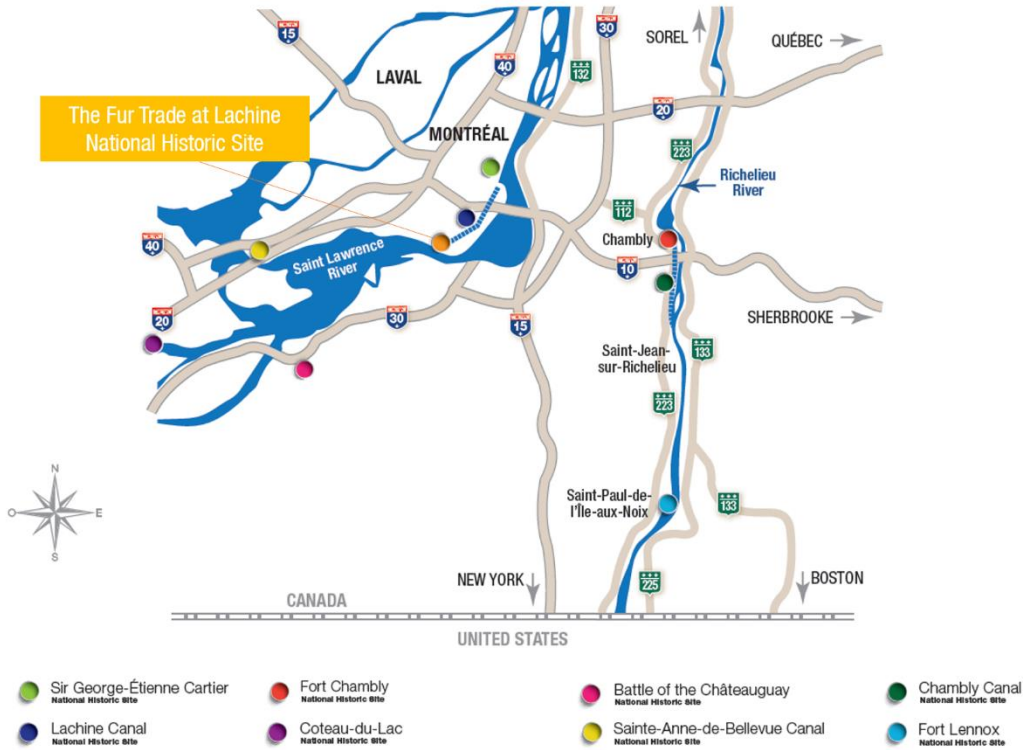 15
30
SOREL
QUÉBEC
40
LAVAL
132
20
The Fur Trade at Lachine
National Historic Site
MONTRÉAL
223
Richelieu
River
112
Chambly
40
Saint Lawrence
River
10
20
30
15
SHERBROOKE
Saint-Jean-
sur-Richelieu
133
223
N
O
E
S
Saint-Paul-de-
l'Île-aux-Noix
133
NEW YORK
225
BOSTON
CANADA
UNITED STATES
Sir George-Étienne Cartier
National Historic Site
Fort Chambly
National Historic Site
Battle of the Châteauguay
National Historic Site
Chambly Canal
National Historic Site
Lachine Canal
National Historic Site
Coteau-du-Lac
National Historic Site
Sainte-Anne-de-Bellevue Canal
National Historic Site
Fort Lennox
National Historic Site